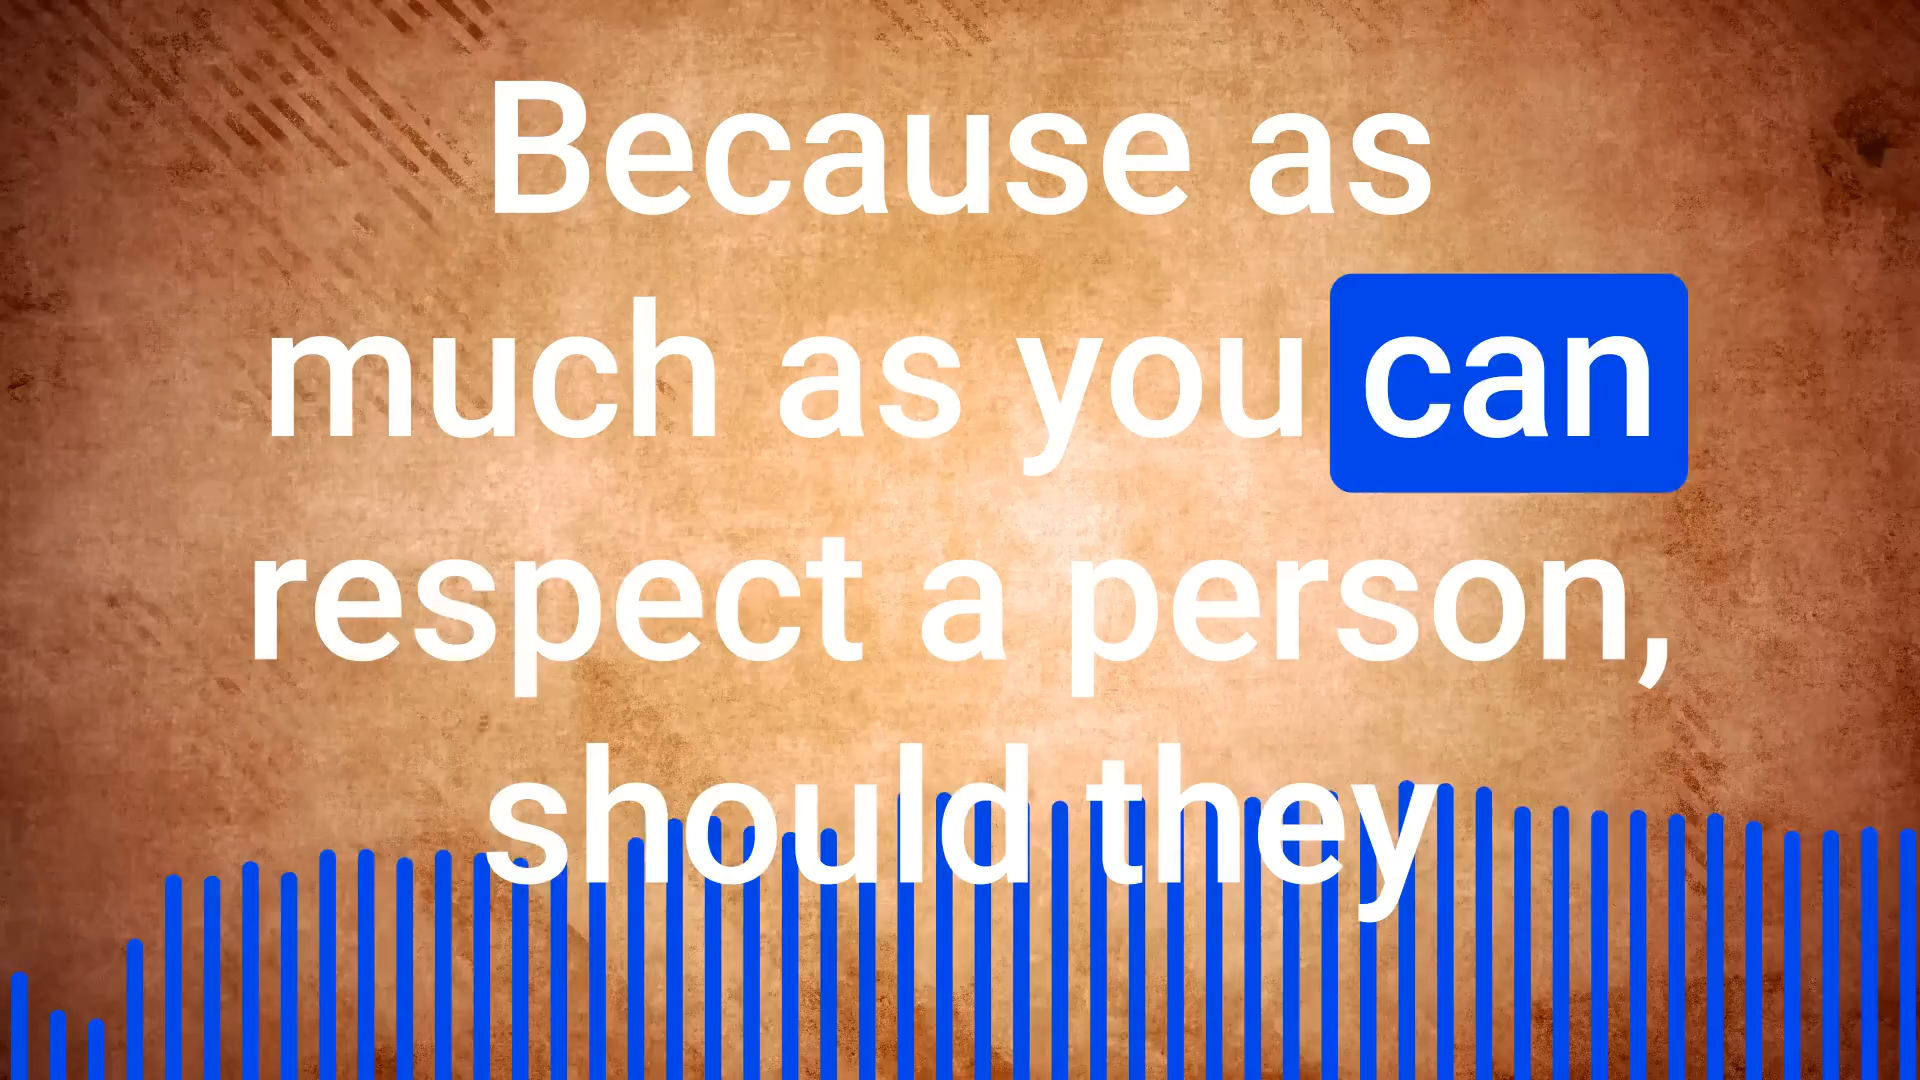 Because as
much as you can
respect a person,
should they